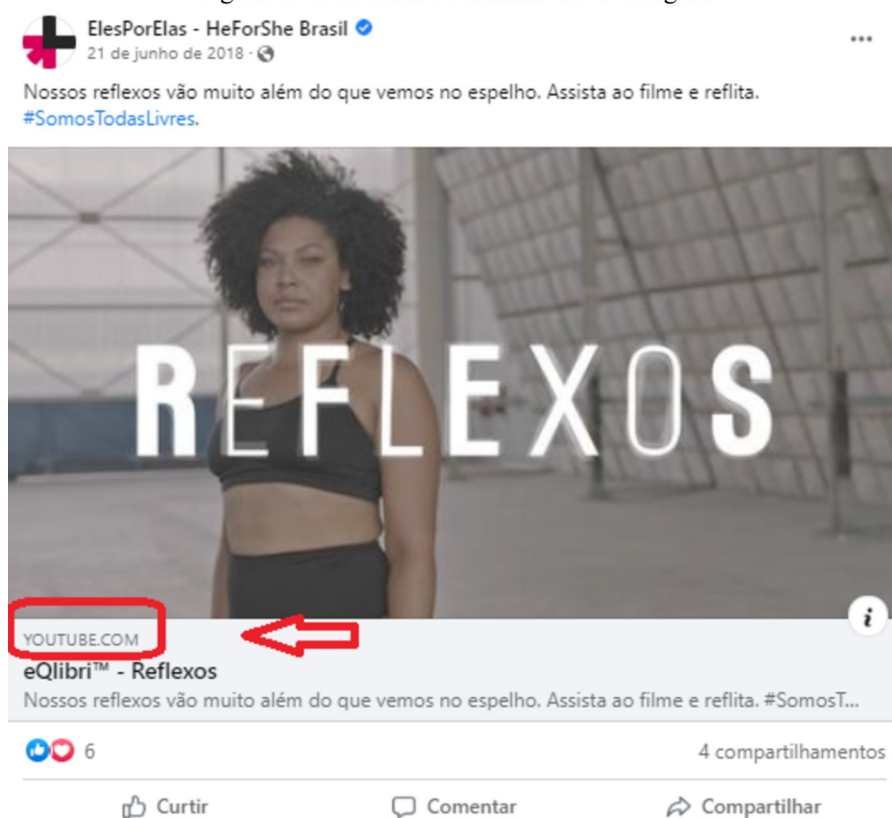 ElesPorElas - HeForShe Brasil
21 de junho de 2018 ·
Nossos reflexos vão muito além do que vemos no espelho. Assista ao filme e reflita.
#SomosTodasLivres.
REFLEXOS
YOUTUBE.COM
eQlibri™ - Reflexos
Nossos reflexos vão muito além do que vemos no espelho. Assista ao filme e reflita. #SomosT...
6
4 compartilhamentos
Curtir
Comentar
Compartilhar